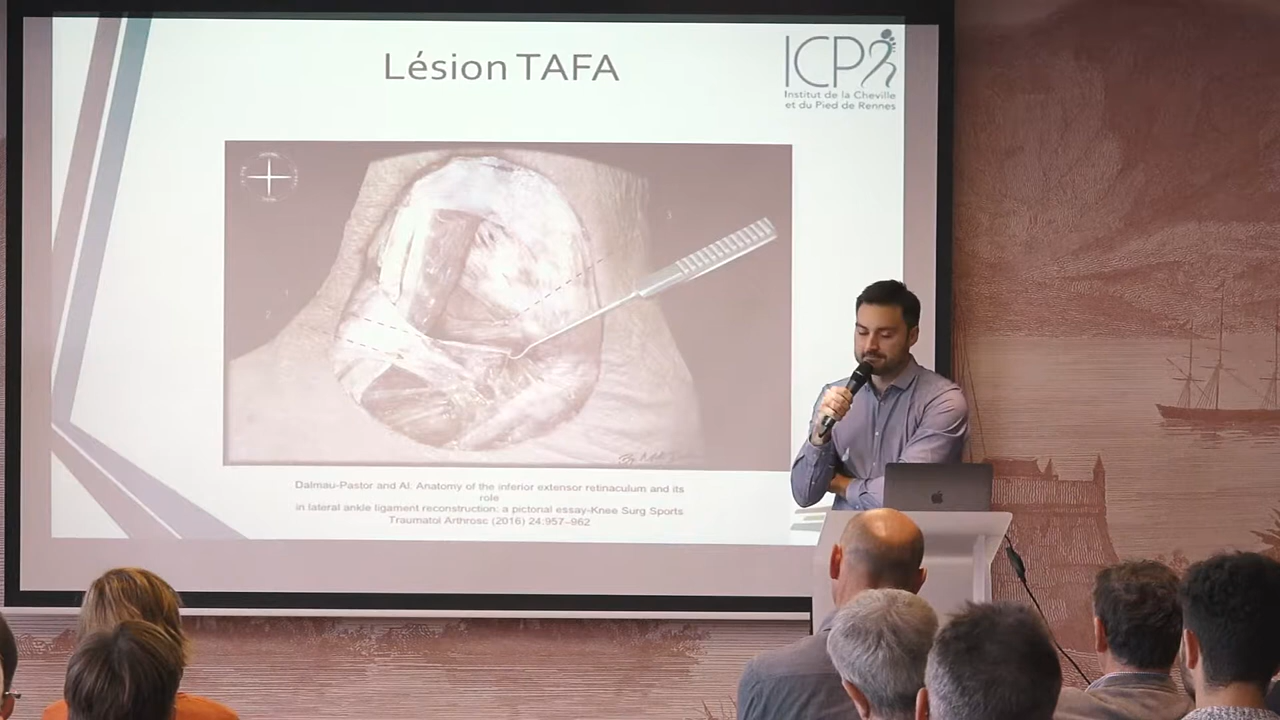 Lésion TAFA
ICP
Institut de la Cheville
et du Pied de Rennes
3
2
Dalmau-Pastor and Al. Anatomy of the inferior extensor retinaculum and its
role
in lateral ankle ligament reconstruction: a pictorial essay-Knee Surg Sports
Traumatol Arthrosc (2016) 24:957–962